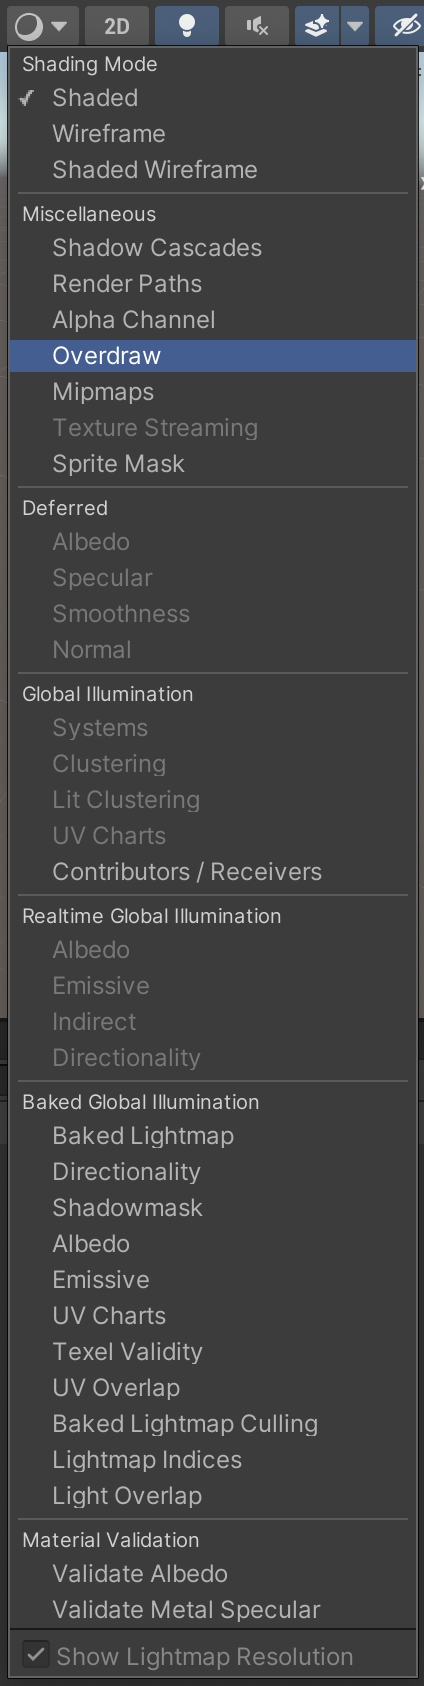 2D
Shading Mode
Shaded
Wireframe
Shaded Wireframe
Miscellaneous
Shadow Cascades
Render Paths
Alpha Channel
Overdraw
Mipmaps
Texture Streaming
Sprite Mask
Deferred
Albedo
Specular
Smoothness
Normal
Global Illumination
Systems
Clustering
Lit Clustering
UV Charts
Contributors / Receivers
Realtime Global Illumination
Albedo
Emissive
Indirect
Directionality
Baked Global Illumination
Baked Lightmap
Directionality
Shadowmask
Albedo
Emissive
UV Charts
Texel Validity
UV Overlap
Baked Lightmap Culling
Lightmap Indices
Light Overlap
Material Validation
Validate Albedo
Validate Metal Specular
Show Lightmap Resolution